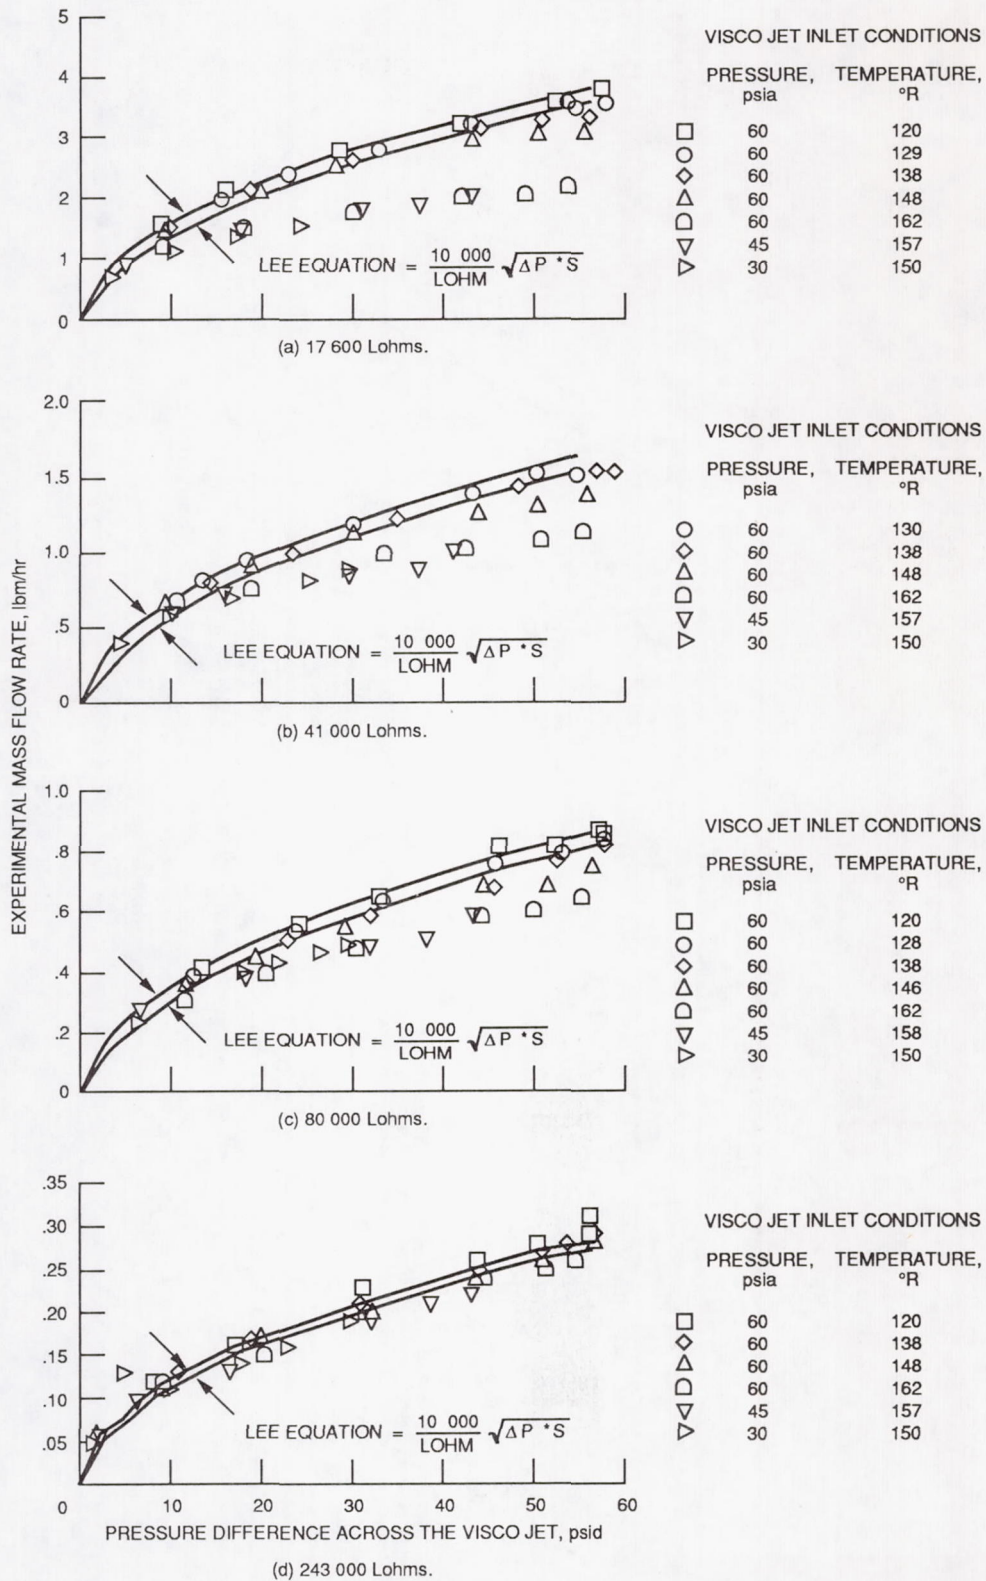 EXPERIMENTAL MASS FLOW RATE, lbm/hr
5
4
3
2
1
0
LEE EQUATION = 10 000 / LOHM √ΔP *S
(a) 17 600 Lohms.
VISCO JET INLET CONDITIONS
PRESSURE, TEMPERATURE,
psia °R
□ 60 120
○ 60 129
◇ 60 138
△ 60 148
⌓ 60 162
▽ 45 157
▷ 30 150
2.0
1.5
1.0
.5
0
LEE EQUATION = 10 000 / LOHM √ΔP *S
(b) 41 000 Lohms.
VISCO JET INLET CONDITIONS
PRESSURE, TEMPERATURE,
psia °R
○ 60 130
◇ 60 138
△ 60 148
⌓ 60 162
▽ 45 157
▷ 30 150
1.0
.8
.6
.4
.2
0
LEE EQUATION = 10 000 / LOHM √ΔP *S
(c) 80 000 Lohms.
VISCO JET INLET CONDITIONS
PRESSURE, TEMPERATURE,
psia °R
□ 60 120
○ 60 128
◇ 60 138
△ 60 146
⌓ 60 162
▽ 45 158
▷ 30 150
.35
.30
.25
.20
.15
.10
.05
LEE EQUATION = 10 000 / LOHM √ΔP *S
0 10 20 30 40 50 60
PRESSURE DIFFERENCE ACROSS THE VISCO JET, psid
(d) 243 000 Lohms.
VISCO JET INLET CONDITIONS
PRESSURE, TEMPERATURE,
psia °R
□ 60 120
◇ 60 138
△ 60 148
⌓ 60 162
▽ 45 157
▷ 30 150